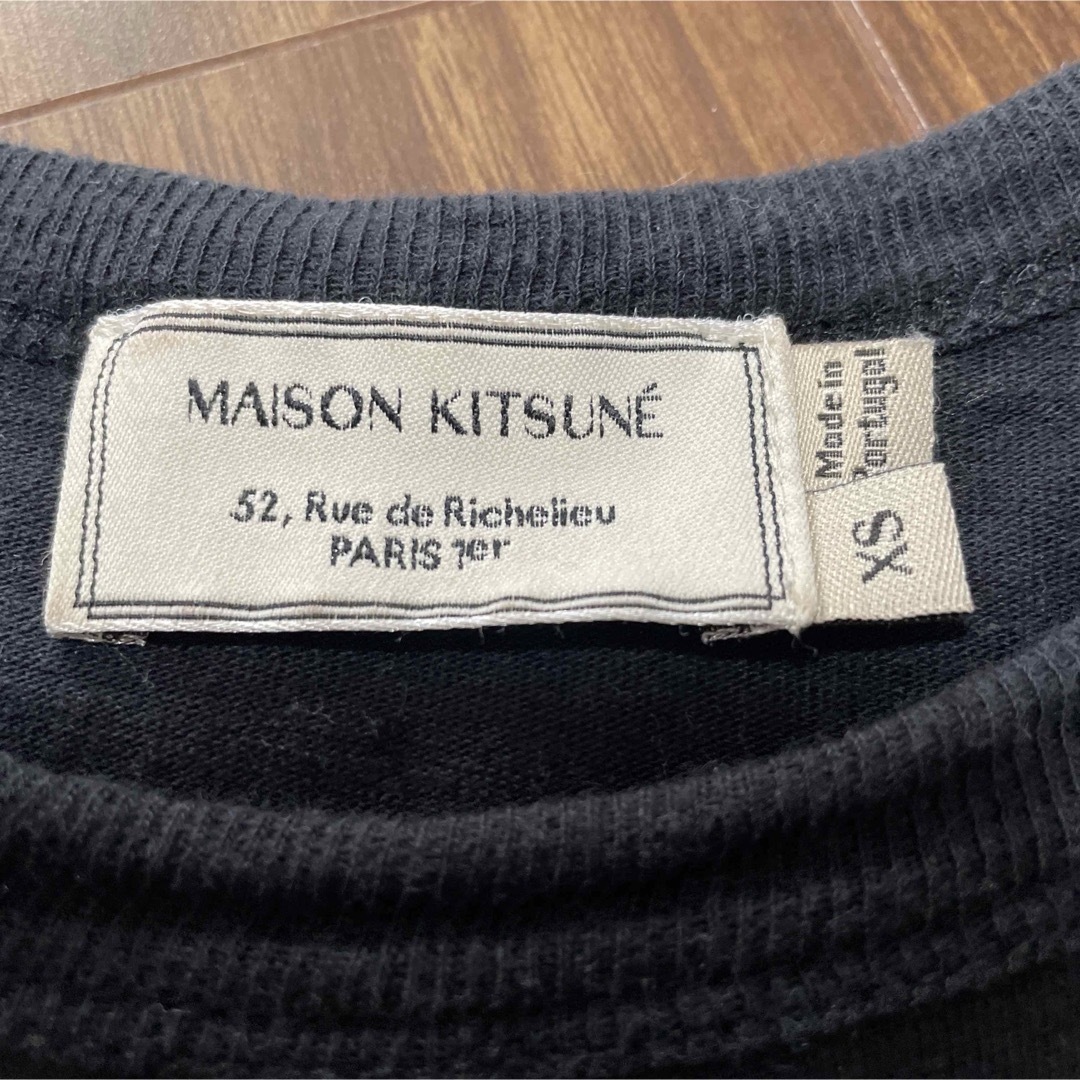 MAISON KITSUNÉ
52, Rue de Richelieu
PARIS 1er
Made in
Portugal
XS